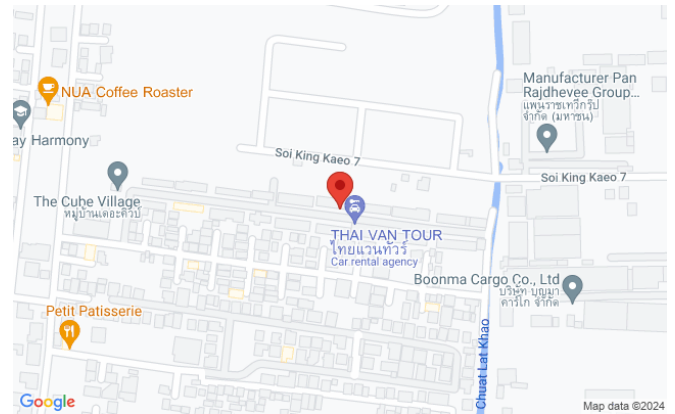 NUA Coffee Roaster
ay Harmony
Manufacturer Pan
Rajdhevee Group...
แพนราชเทวีกรุ๊ป
จำกัด (มหาชน)
Soi King Kaeo 7
Soi King Kaeo 7
The Cube Village
หมู่บ้านเดอะคิวบ์
THAI VAN TOUR
ไทยแวนทัวร์
Car rental agency
Boonma Cargo Co., Ltd
บริษัท บุญมา
คาร์โก จำกัด
Petit Patisserie
Chuat Lat Khao
Google
Map data ©2024